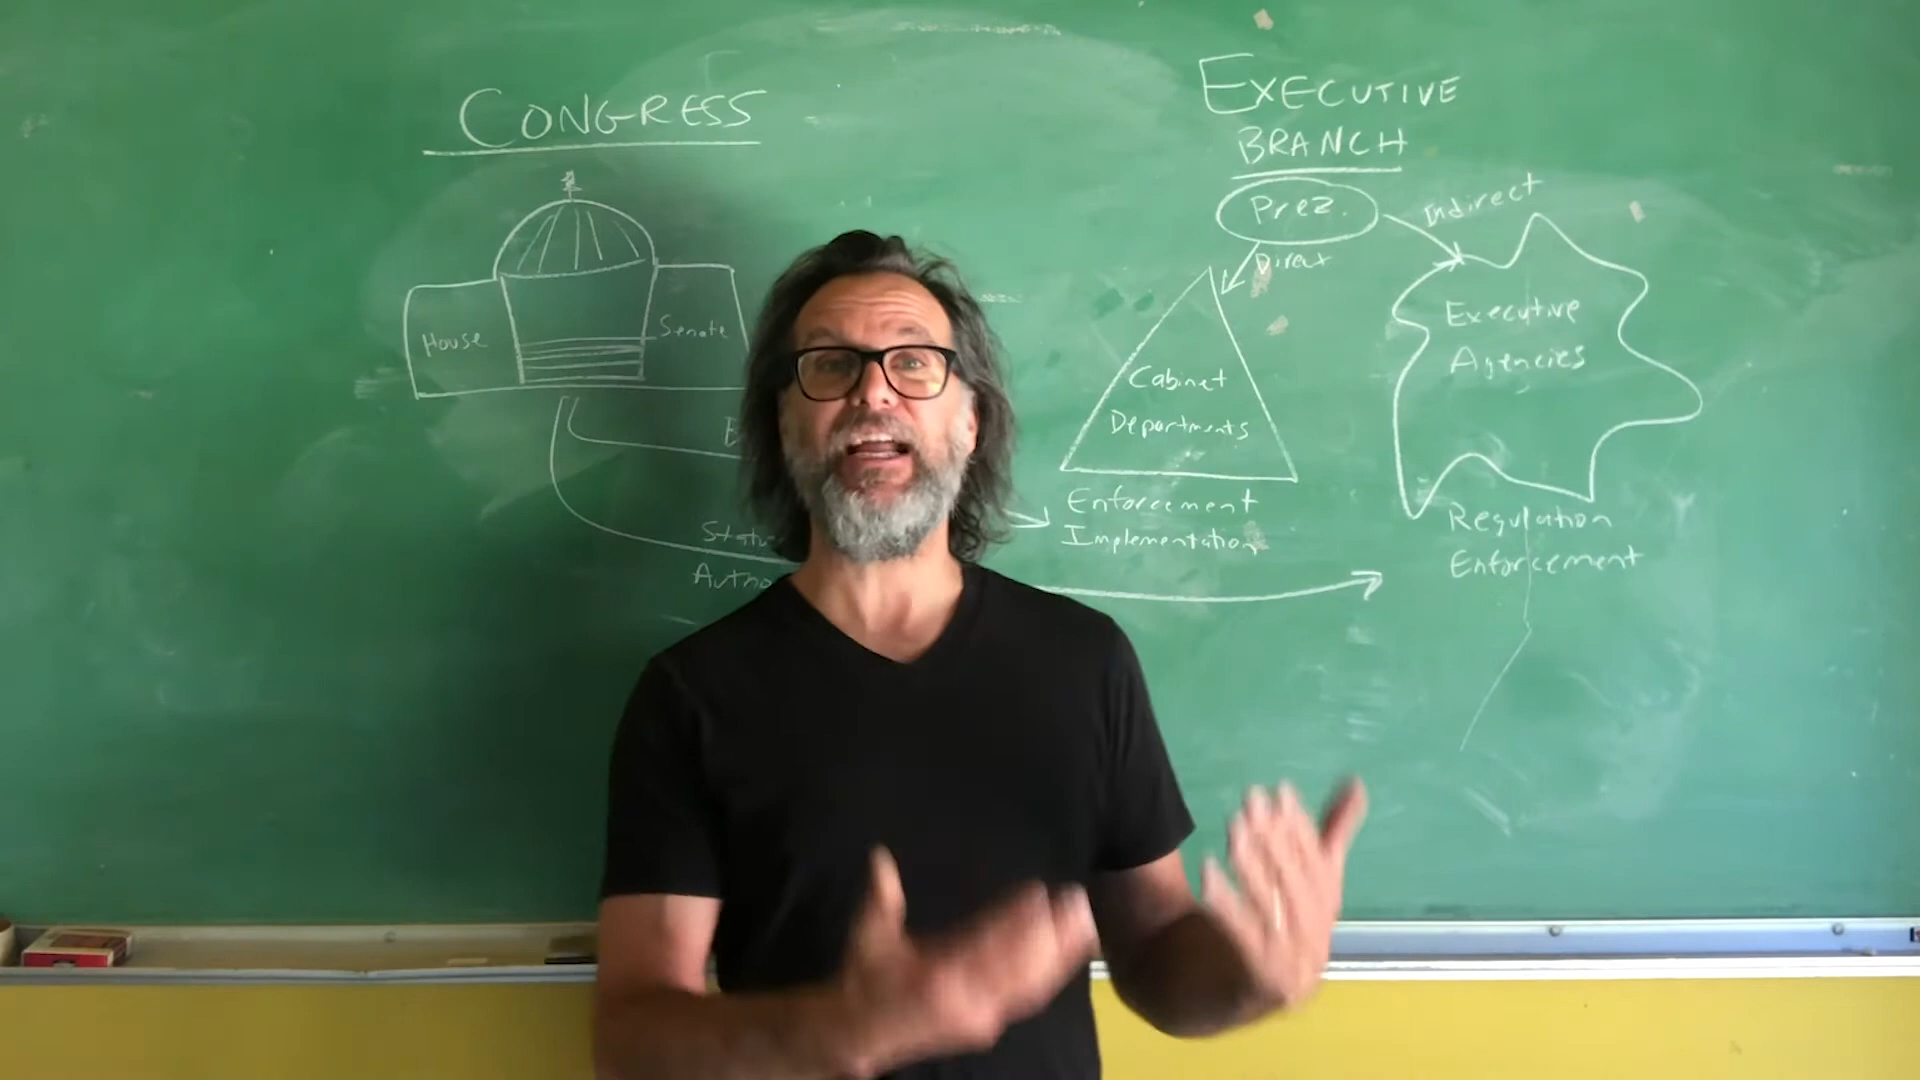 CONGRESS
House
Senate
EXECUTIVE
BRANCH
Prez.
Indirect
Direct
Cabinet
Departments
Enforcement
Implementation
Executive
Agencies
Regulation
Enforcement